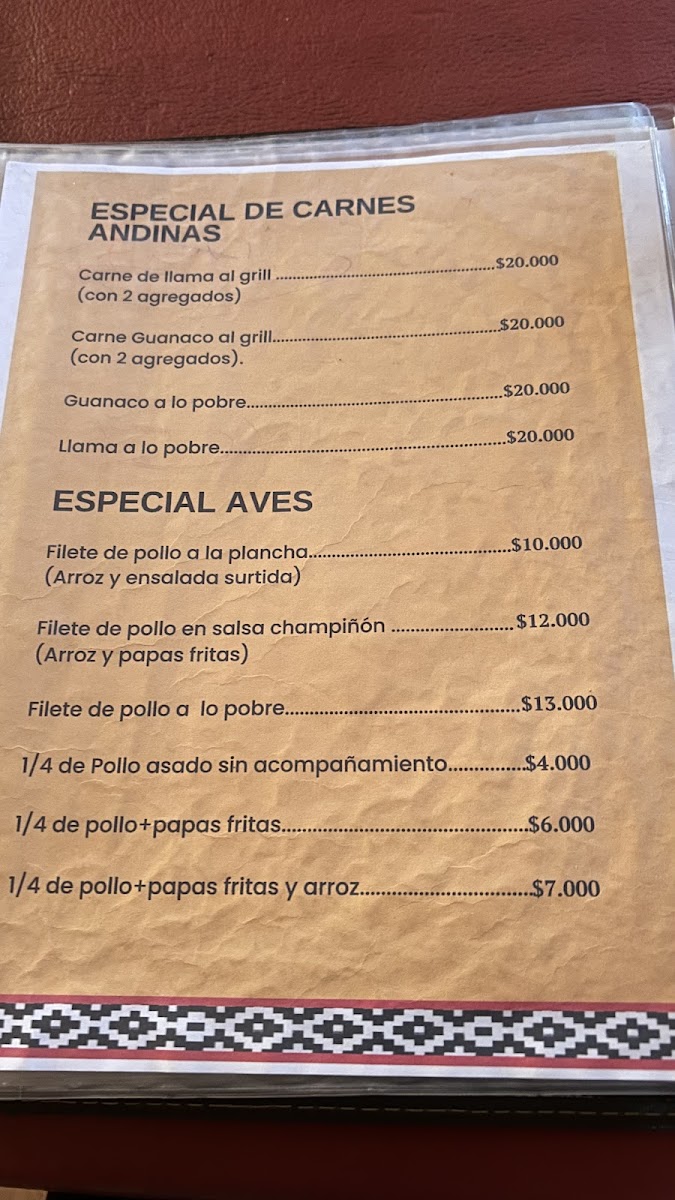 ESPECIAL DE CARNES
ANDINAS
Carne de llama al grill ..........................................................$20.000
(con 2 agregados)
Carne Guanaco al grill............................................................$20.000
(con 2 agregados).
Guanaco a lo pobre................................................................$20.000
Llama a lo pobre....................................................................$20.000
ESPECIAL AVES
Filete de pollo a la plancha..........................................$10.000
(Arroz y ensalada surtida)
Filete de pollo en salsa champiñón .........................$12.000
(Arroz y papas fritas)
Filete de pollo a lo pobre...............................................$13.000
1/4 de Pollo asado sin acompañamiento...............$4.000
1/4 de pollo+papas fritas................................................$6.000
1/4 de pollo+papas fritas y arroz.................................$7.000